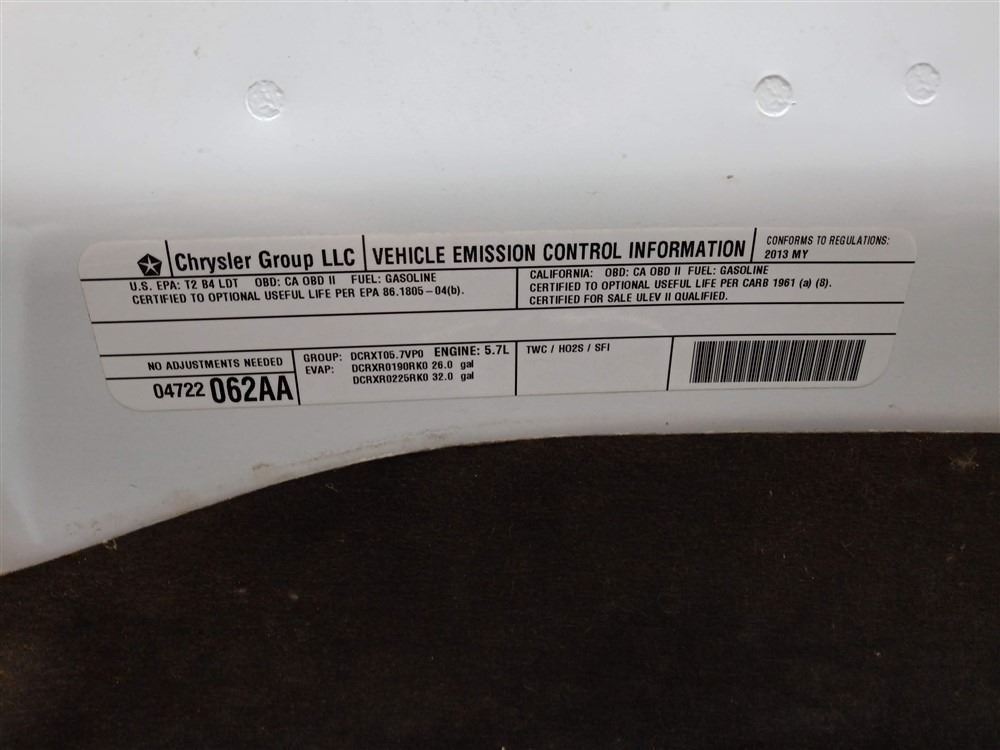 Chrysler Group LLC
VEHICLE EMISSION CONTROL INFORMATION
CONFORMS TO REGULATIONS:
2013 MY
U.S. EPA: T2 B4 LDT OBD: CA OBD II FUEL: GASOLINE
CERTIFIED TO OPTIONAL USEFUL LIFE PER EPA 86.1805-04(b).
CALIFORNIA: OBD: CA OBD II FUEL: GASOLINE
CERTIFIED TO OPTIONAL USEFUL LIFE PER CARB 1961 (a) (8).
CERTIFIED FOR SALE ULEV II QUALIFIED.
NO ADJUSTMENTS NEEDED
04722 062AA
GROUP: DCRXT05.7VP0 ENGINE: 5.7L
EVAP: DCRXR0190RK0 26.0 gal
DCRXR0225RK0 32.0 gal
TWC / HO2S / SFI